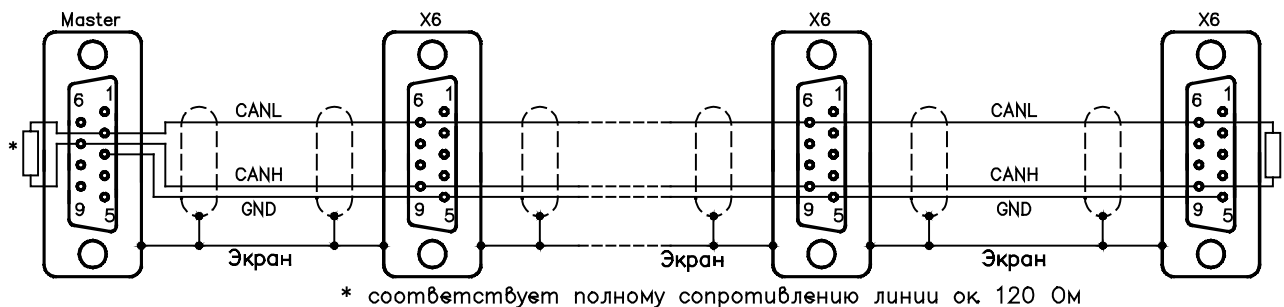 Master X6 X6 X6
6 1 6 1 6 1 6 1
CANL CANL
*
CANH CANH
9 5 GND 9 5 9 5 GND 9 5
Экран Экран Экран
* соответствует полному сопротивлению линии ок. 120 Ом